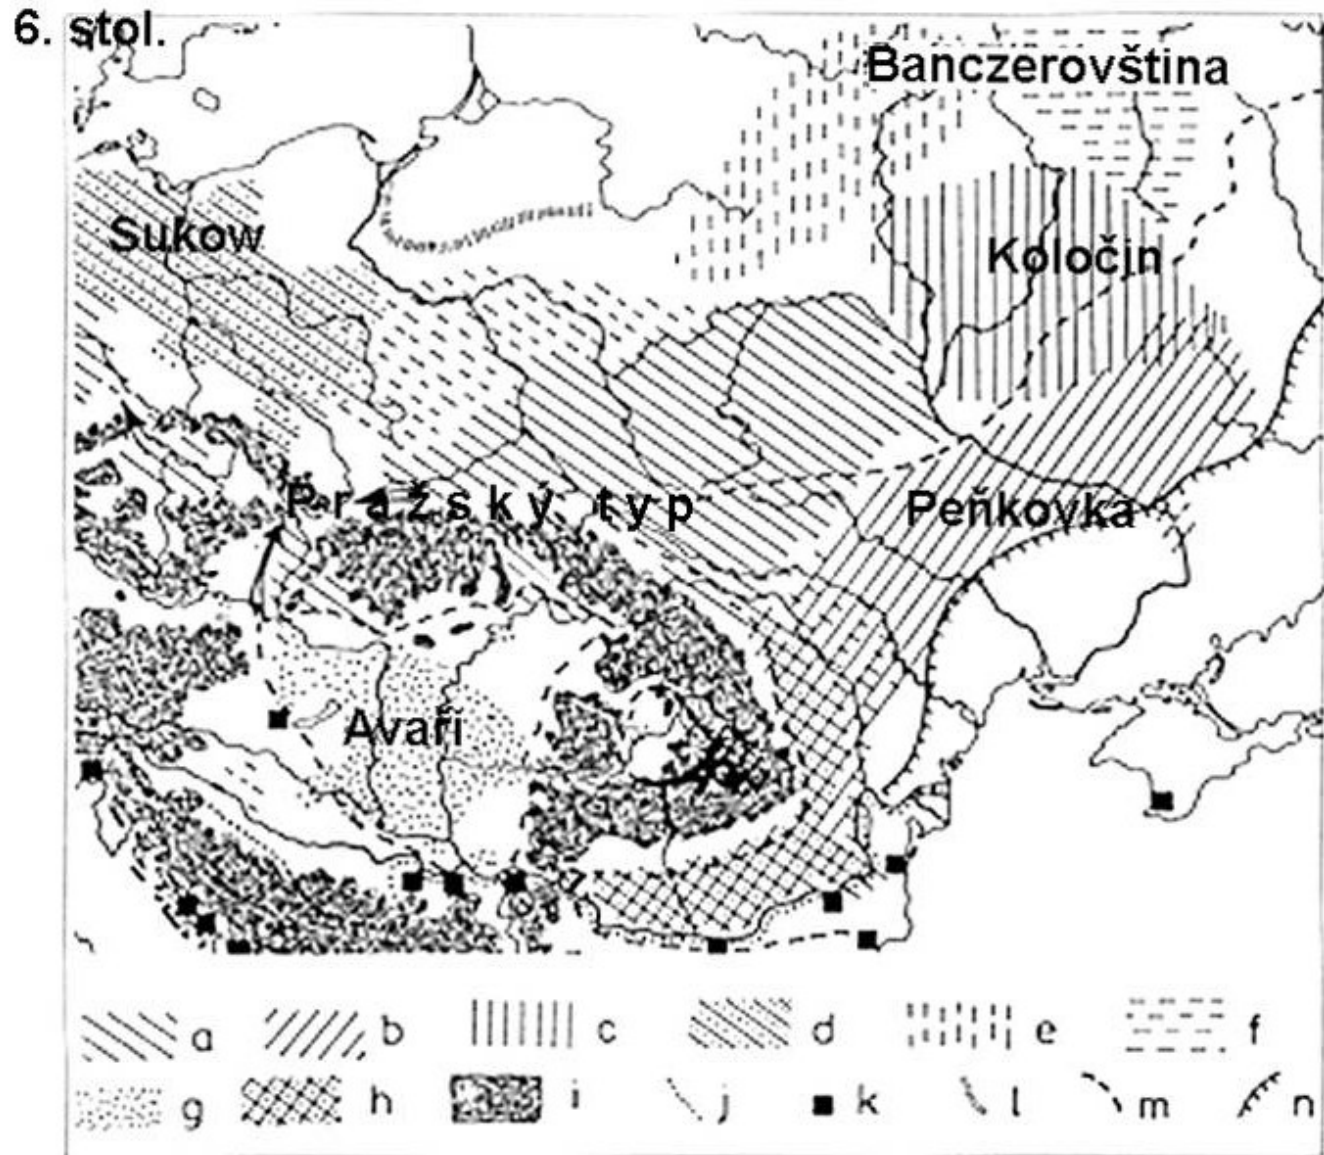 6. stol.
Banczerovština
Sukow
Koločin
Pražský typ
Peňkovka
Avaři
a b c d e f
g h i j k l m n